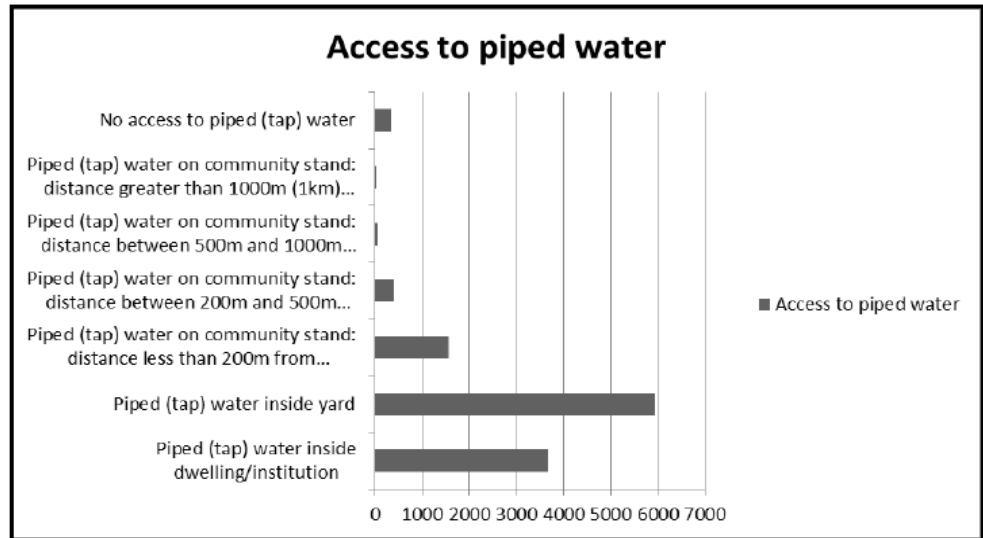 Access to piped water
No access to piped (tap) water
Piped (tap) water on community stand:
distance greater than 1000m (1km)...
Piped (tap) water on community stand:
distance between 500m and 1000m...
Piped (tap) water on community stand:
distance between 200m and 500m...
Piped (tap) water on community stand:
distance less than 200m from...
Piped (tap) water inside yard
Piped (tap) water inside
dwelling/institution
Access to piped water
0 1000 2000 3000 4000 5000 6000 7000